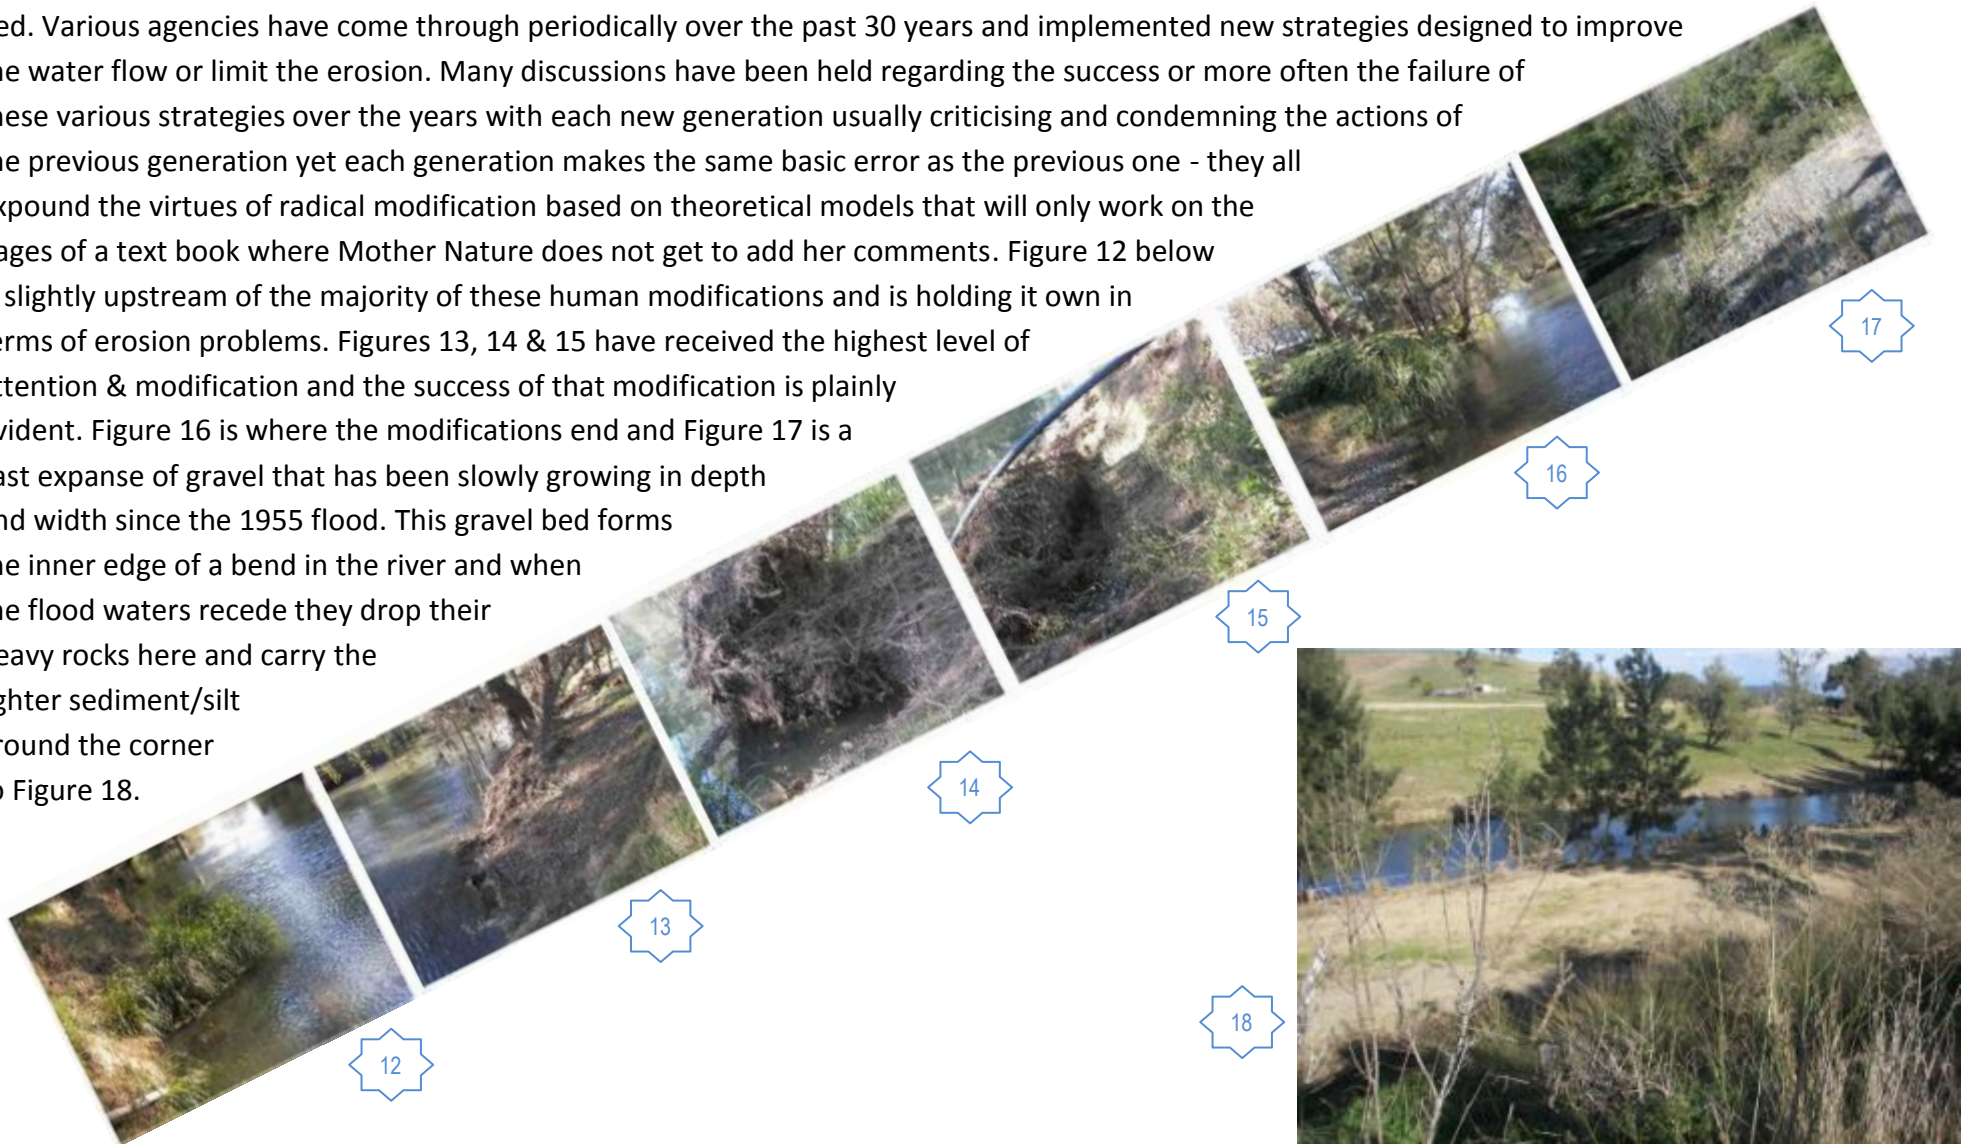 ed. Various agencies have come through periodically over the past 30 years and implemented new strategies designed to improve
he water flow or limit the erosion. Many discussions have been held regarding the success or more often the failure of
hese various strategies over the years with each new generation usually criticising and condemning the actions of
he previous generation yet each generation makes the same basic error as the previous one - they all
xpound the virtues of radical modification based on theoretical models that will only work on the
ages of a text book where Mother Nature does not get to add her comments. Figure 12 below
slightly upstream of the majority of these human modifications and is holding it own in
erms of erosion problems. Figures 13, 14 & 15 have received the highest level of
ttention & modification and the success of that modification is plainly
vident. Figure 16 is where the modifications end and Figure 17 is a
ast expanse of gravel that has been slowly growing in depth
nd width since the 1955 flood. This gravel bed forms
he inner edge of a bend in the river and when
he flood waters recede they drop their
eavy rocks here and carry the
ghter sediment/silt
round the corner
o Figure 18.
17
16
15
14
13
18
12